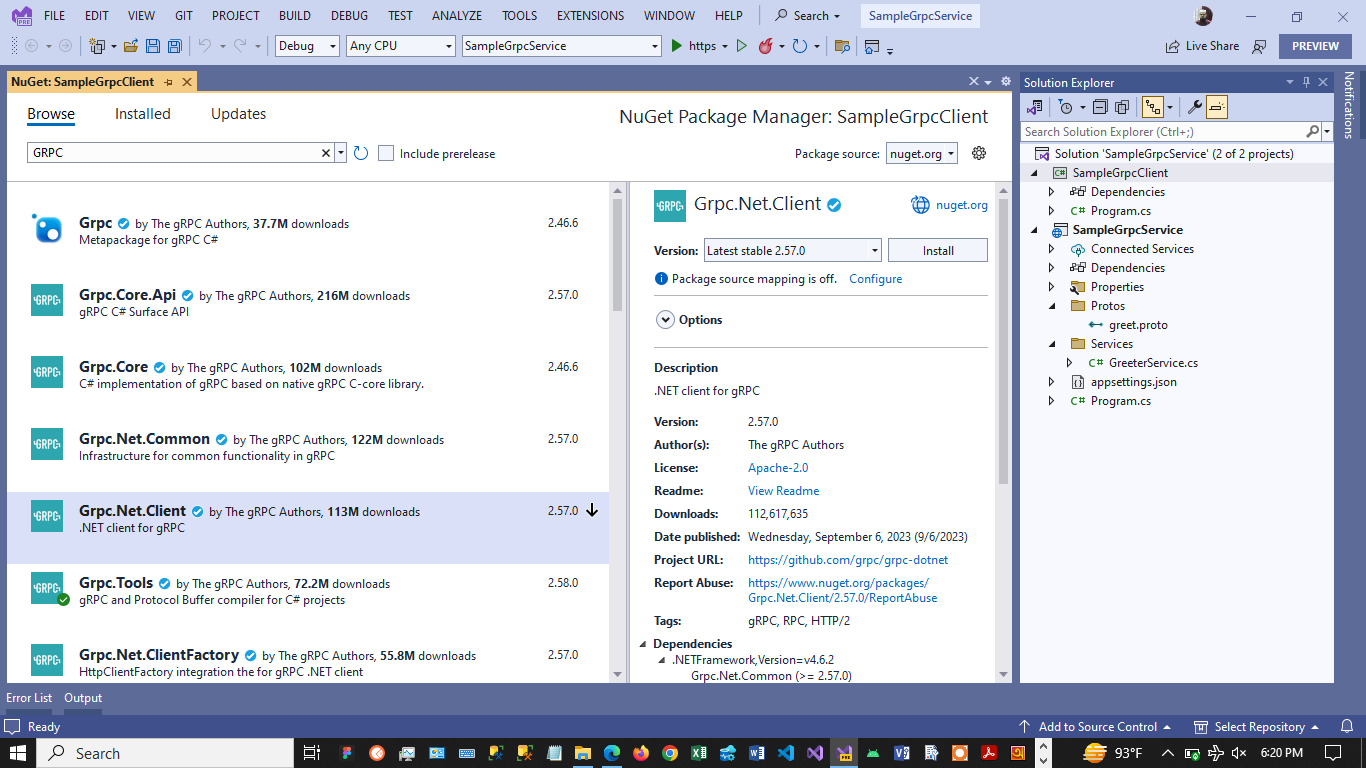 FILE EDIT VIEW GIT PROJECT BUILD DEBUG TEST ANALYZE TOOLS EXTENSIONS WINDOW HELP Search SampleGrpcService
Debug Any CPU SampleGrpcService https Live Share PREVIEW
NuGet: SampleGrpcClient
Browse Installed Updates
NuGet Package Manager: SampleGrpcClient
GRPC
Include prerelease
Package source: nuget.org
Grpc by The gRPC Authors, 37.7M downloads 2.46.6
Metapackage for gRPC C#
Grpc.Core.Api by The gRPC Authors, 216M downloads 2.57.0
gRPC C# Surface API
Grpc.Core by The gRPC Authors, 102M downloads 2.46.6
C# implementation of gRPC based on native gRPC C-core library.
Grpc.Net.Common by The gRPC Authors, 122M downloads 2.57.0
Infrastructure for common functionality in gRPC
Grpc.Net.Client by The gRPC Authors, 113M downloads 2.57.0
.NET client for gRPC
Grpc.Tools by The gRPC Authors, 72.2M downloads 2.58.0
gRPC and Protocol Buffer compiler for C# projects
Grpc.Net.ClientFactory by The gRPC Authors, 55.8M downloads 2.57.0
HttpClientFactory integration the for gRPC .NET client
GRPC Grpc.Net.Client nuget.org
Version: Latest stable 2.57.0 Install
Package source mapping is off. Configure
Options
Description
.NET client for gRPC
Version: 2.57.0
Author(s): The gRPC Authors
License: Apache-2.0
Readme: View Readme
Downloads: 112,617,635
Date published: Wednesday, September 6, 2023 (9/6/2023)
Project URL: https://github.com/grpc/grpc-dotnet
Report Abuse: https://www.nuget.org/packages/
Grpc.Net.Client/2.57.0/ReportAbuse
Tags: gRPC, RPC, HTTP/2
Dependencies
.NETFramework,Version=v4.6.2
Grpc.Net.Common (>= 2.57.0)
Solution Explorer
Search Solution Explorer (Ctrl+;)
Solution 'SampleGrpcService' (2 of 2 projects)
C# SampleGrpcClient
Dependencies
C# Program.cs
SampleGrpcService
Connected Services
Dependencies
Properties
Protos
greet.proto
Services
C# GreeterService.cs
appsettings.json
C# Program.cs
Notifications
Error List Output
Ready Add to Source Control Select Repository
Search 93°F 6:20 PM